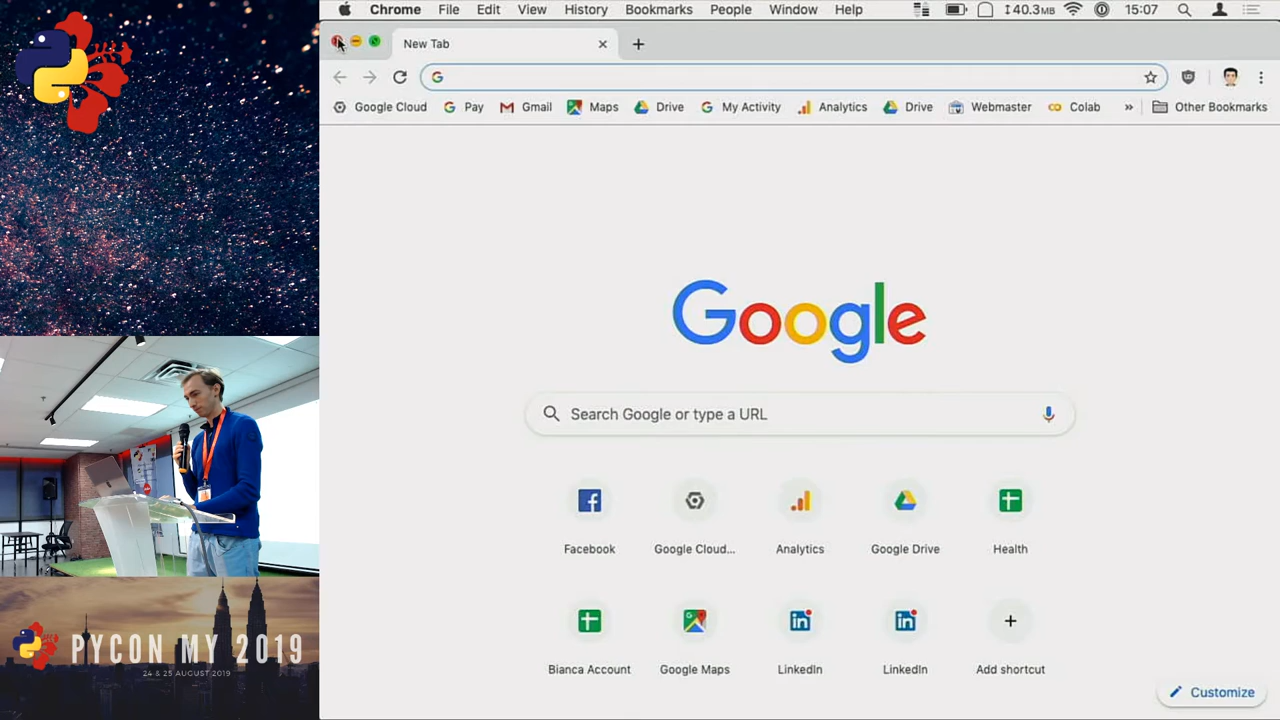 Chrome File Edit View History Bookmarks People Window Help 40.3MB 15:07
New Tab
Google Cloud Pay Gmail Maps Drive My Activity Analytics Drive Webmaster Colab » Other Bookmarks
Google
Search Google or type a URL
Facebook Google Cloud... Analytics Google Drive Health
Bianca Account Google Maps LinkedIn LinkedIn Add shortcut
Customize
PYCON MY 2019
24 & 25 AUGUST 2019